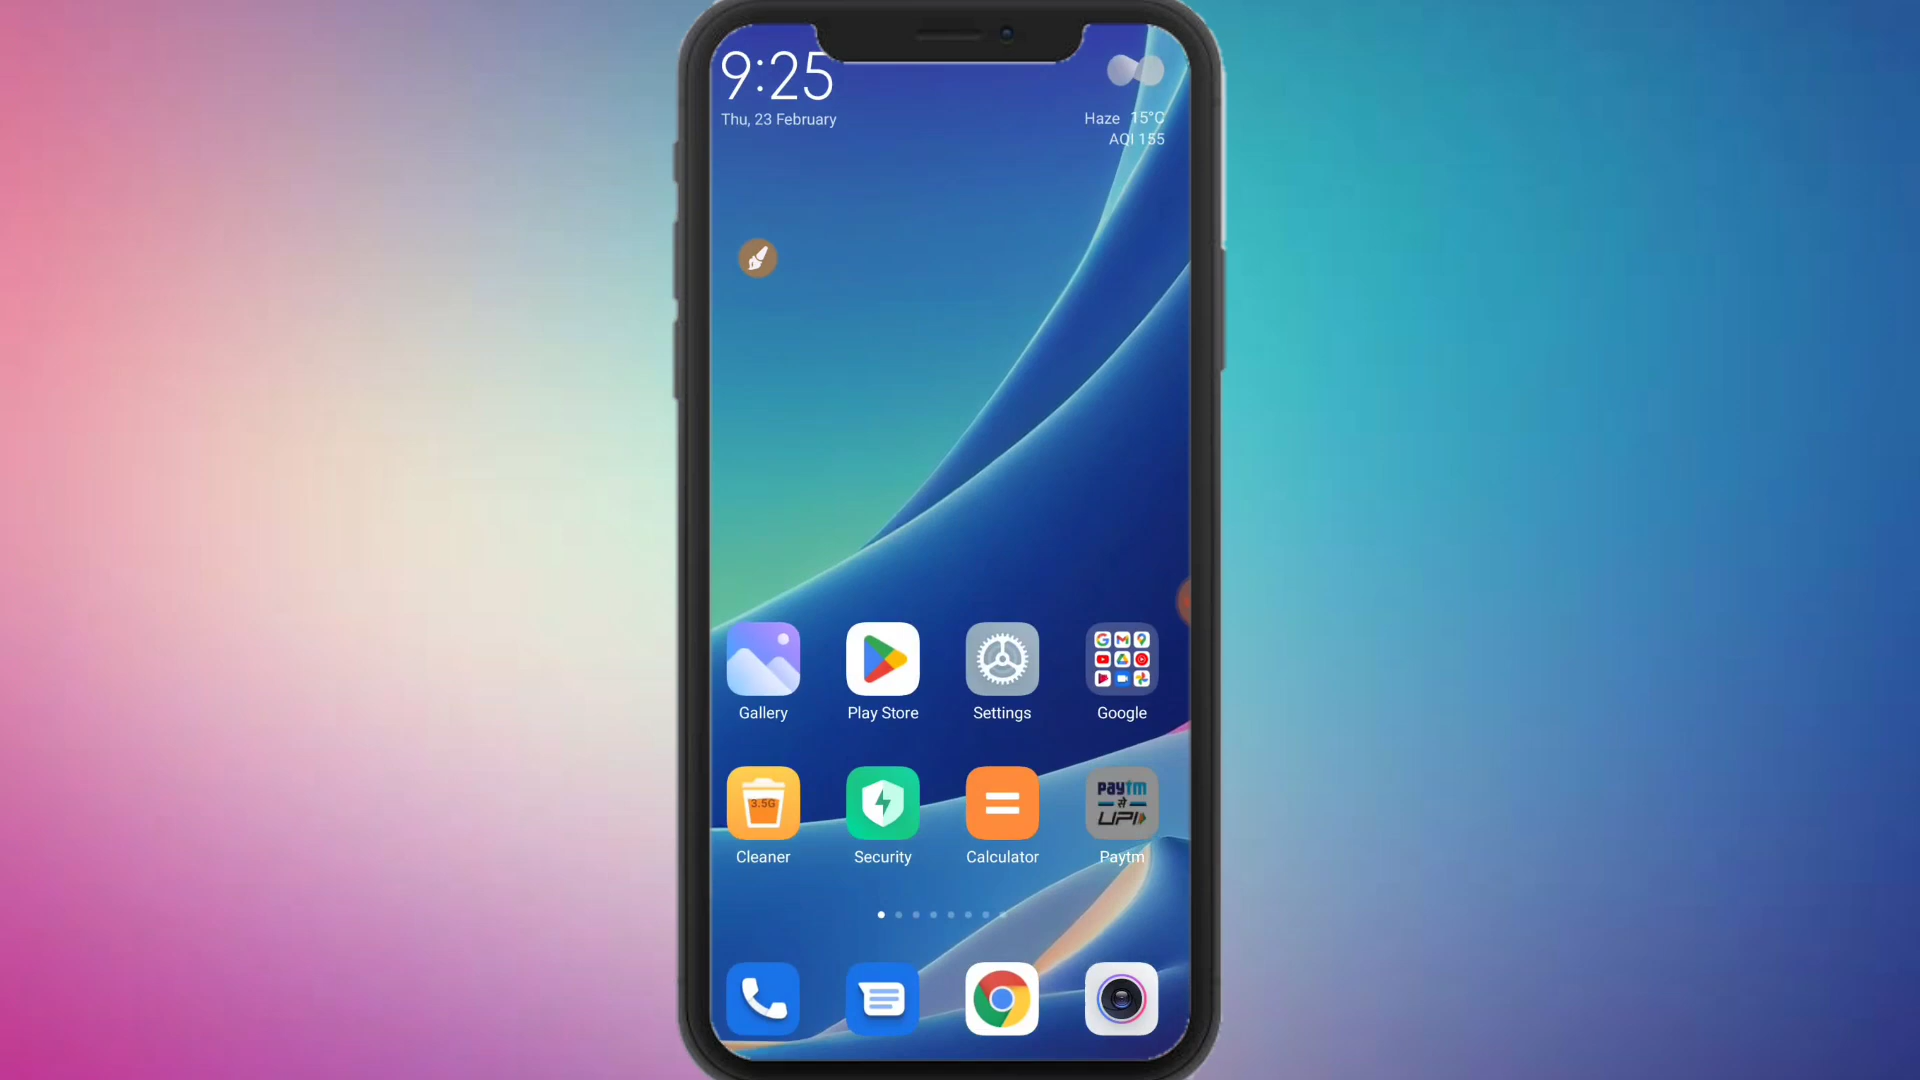 9:25
Thu, 23 February
Haze 15°C
AQI 155
Gallery
Play Store
Settings
Google
3.5G
paytm
से
UPI
Cleaner
Security
Calculator
Paytm